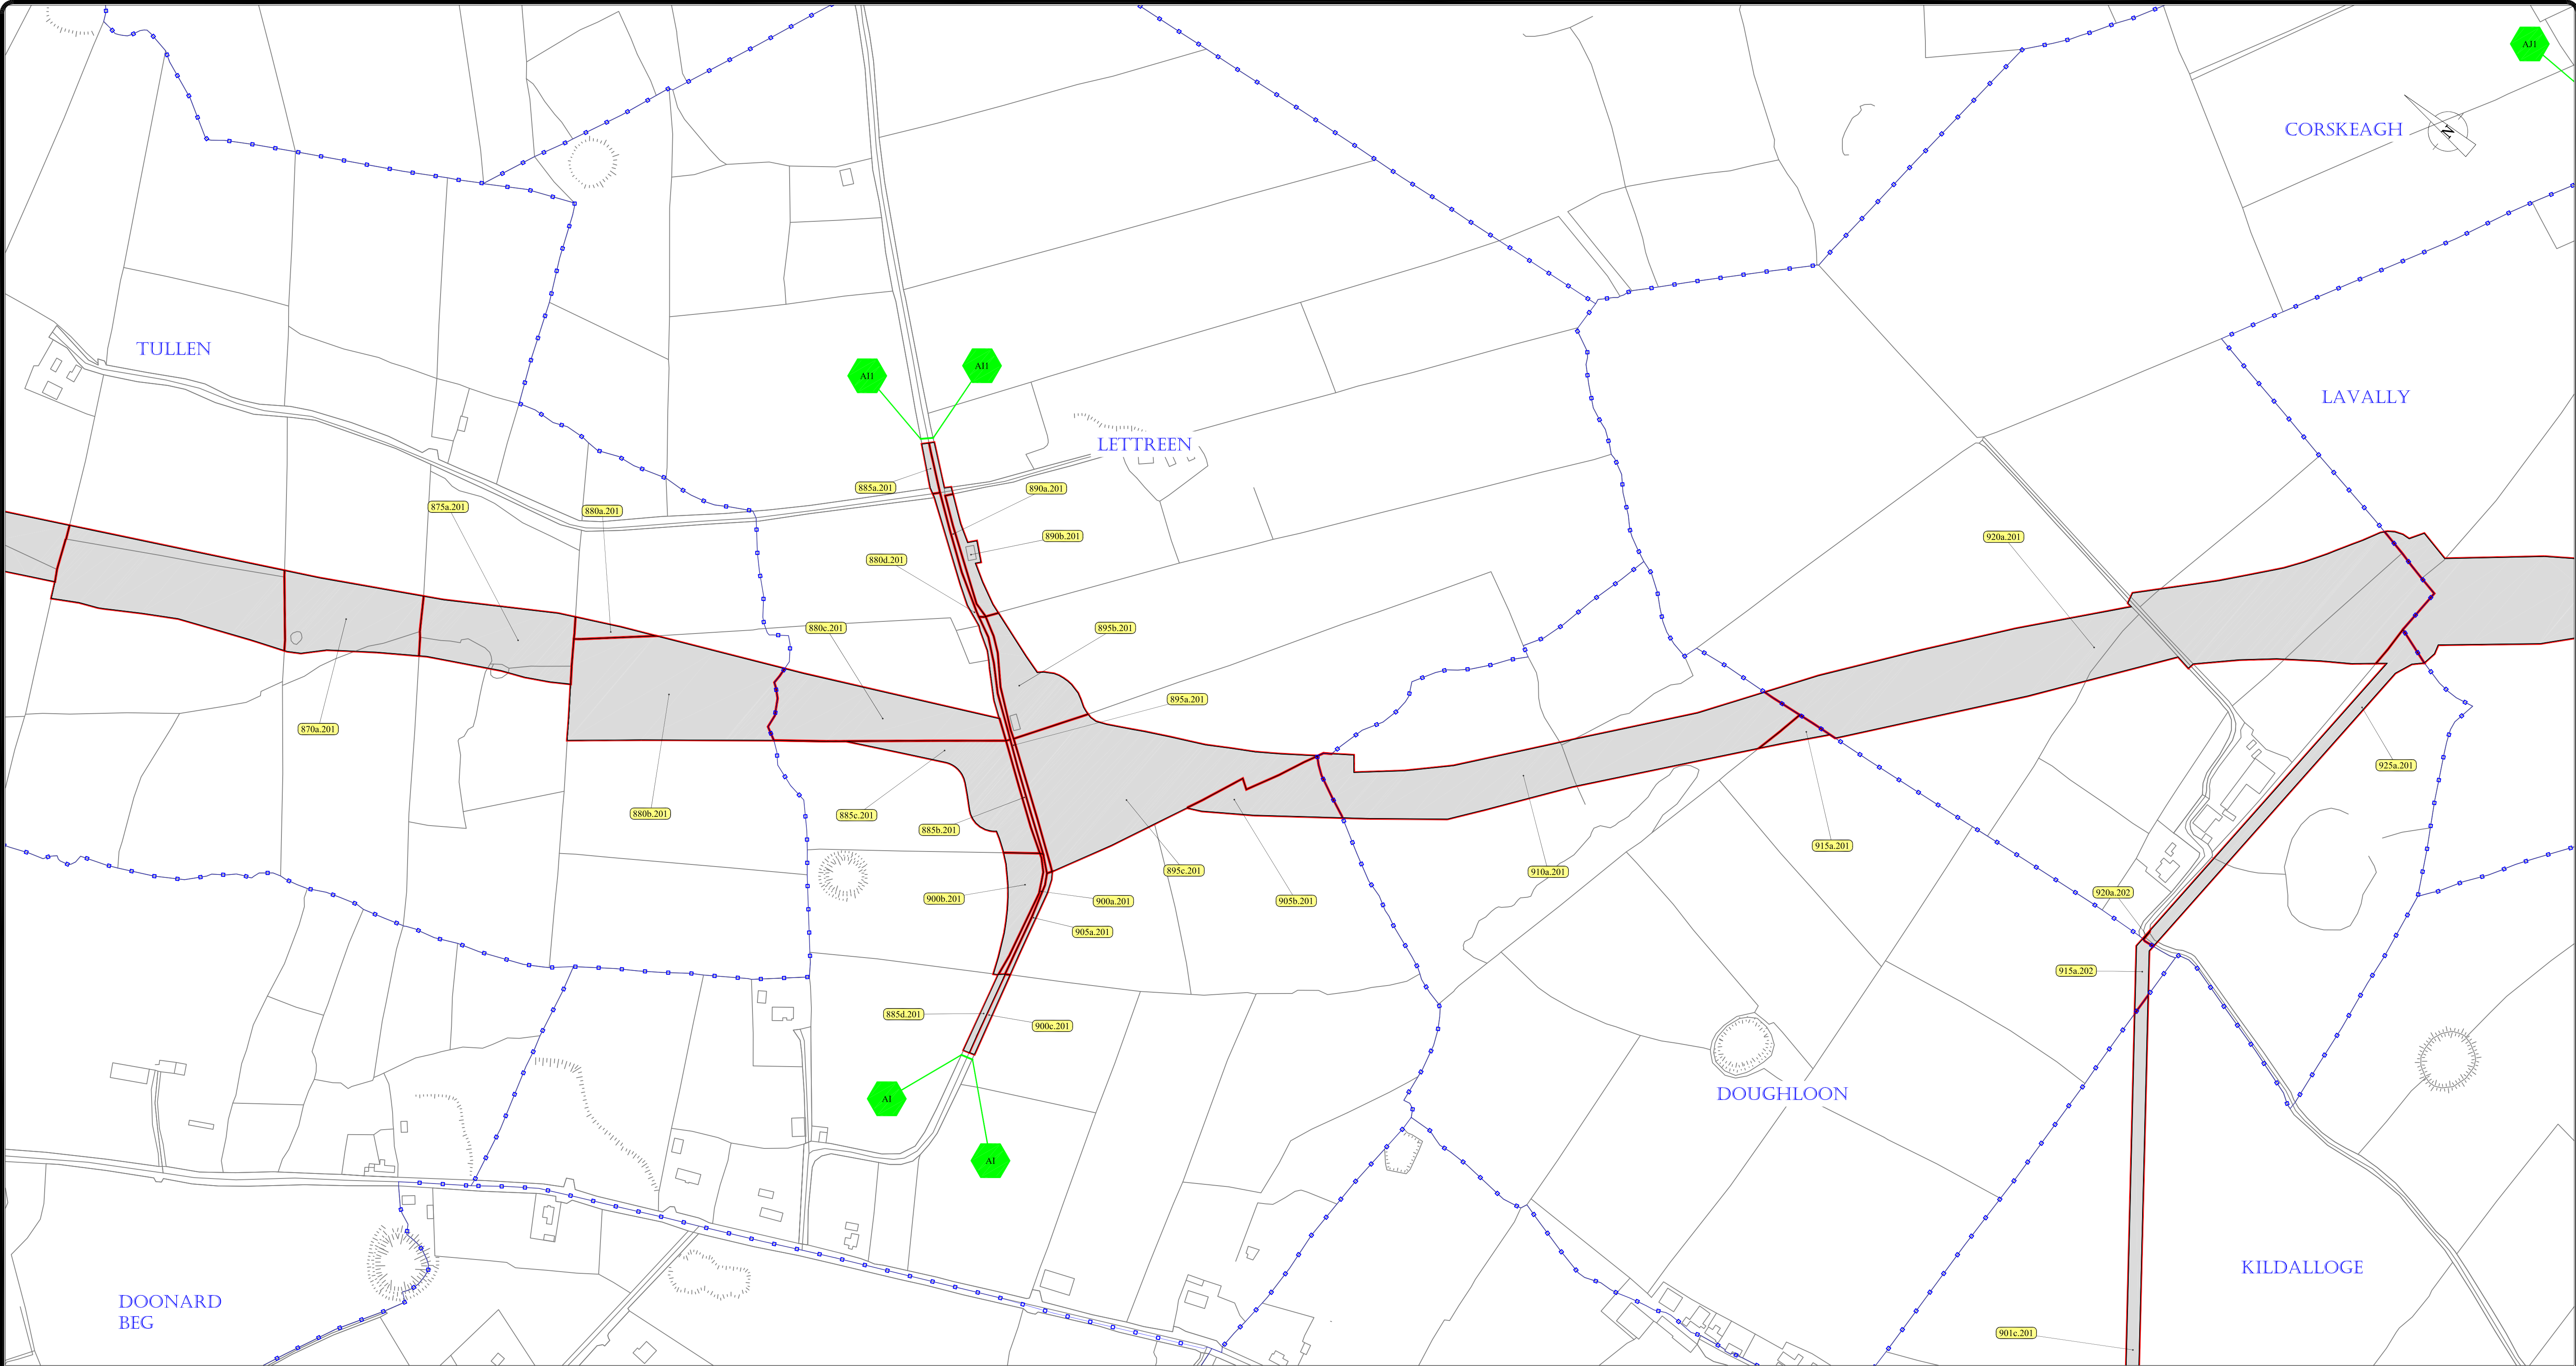 AJ1
CORSKEAGH
N
TULLEN
AI1
AI1
LAVALLY
LETTREEN
885a.201
890a.201
875a.201
880a.201
890b.201
920a.201
880d.201
880c.201
895b.201
895a.201
870a.201
925a.201
880b.201
885c.201
885b.201
915a.201
895c.201
910a.201
900b.201
900a.201
905b.201
920a.202
905a.201
915a.202
885d.201
900c.201
AI
DOUGHLOON
AI
KILDALLOGE
DOONARD
BEG
901c.201